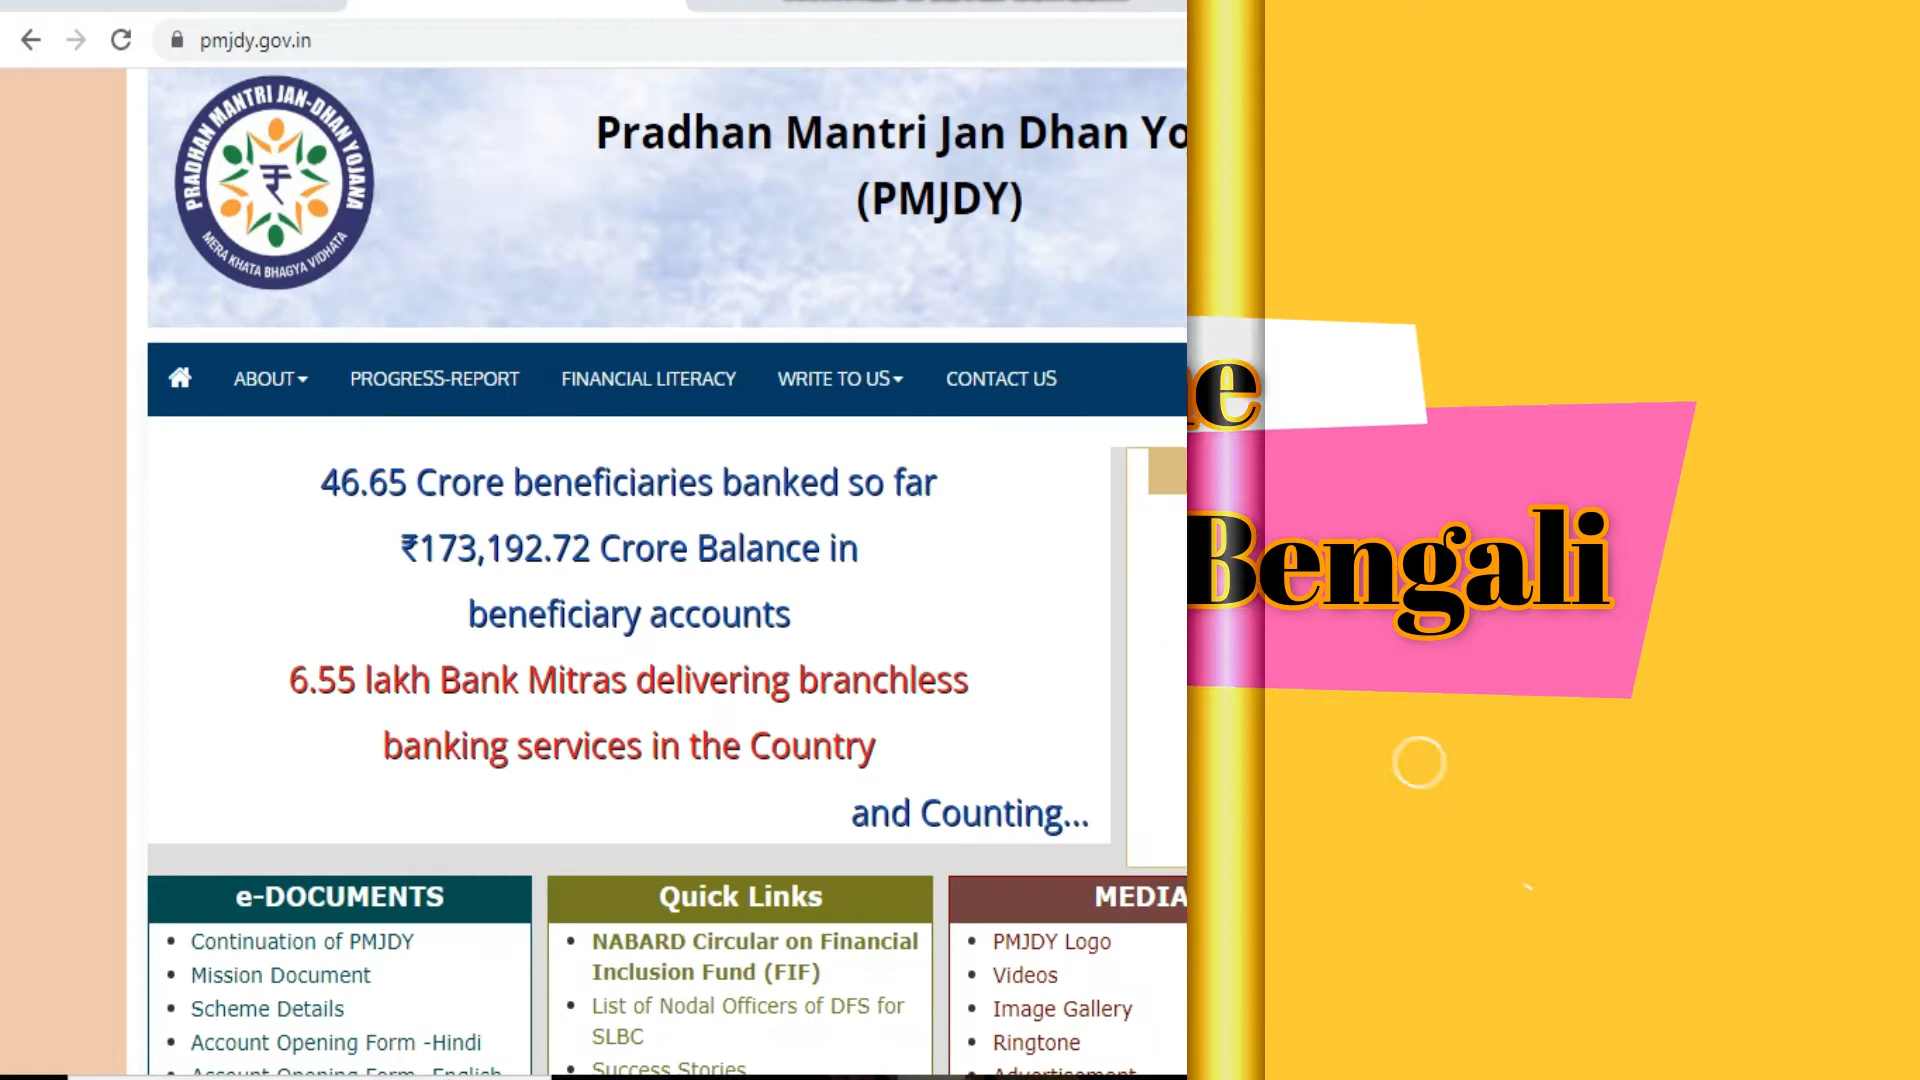 pmjdy.gov.in
PRADHAN MANTRI JAN-DHAN YOJANA
MERA KHATA BHAGYA VIDHATA
Pradhan Mantri Jan Dhan Yo
(PMJDY)
ABOUT PROGRESS-REPORT FINANCIAL LITERACY WRITE TO US CONTACT US
46.65 Crore beneficiaries banked so far
₹173,192.72 Crore Balance in
beneficiary accounts
6.55 lakh Bank Mitras delivering branchless
banking services in the Country
and Counting...
e
Bengali
e-DOCUMENTS
• Continuation of PMJDY
• Mission Document
• Scheme Details
• Account Opening Form -Hindi
• Account Opening Form -English
Quick Links
• NABARD Circular on Financial
Inclusion Fund (FIF)
• List of Nodal Officers of DFS for
SLBC
• Success Stories
MEDIA
• PMJDY Logo
• Videos
• Image Gallery
• Ringtone
• Advertisement